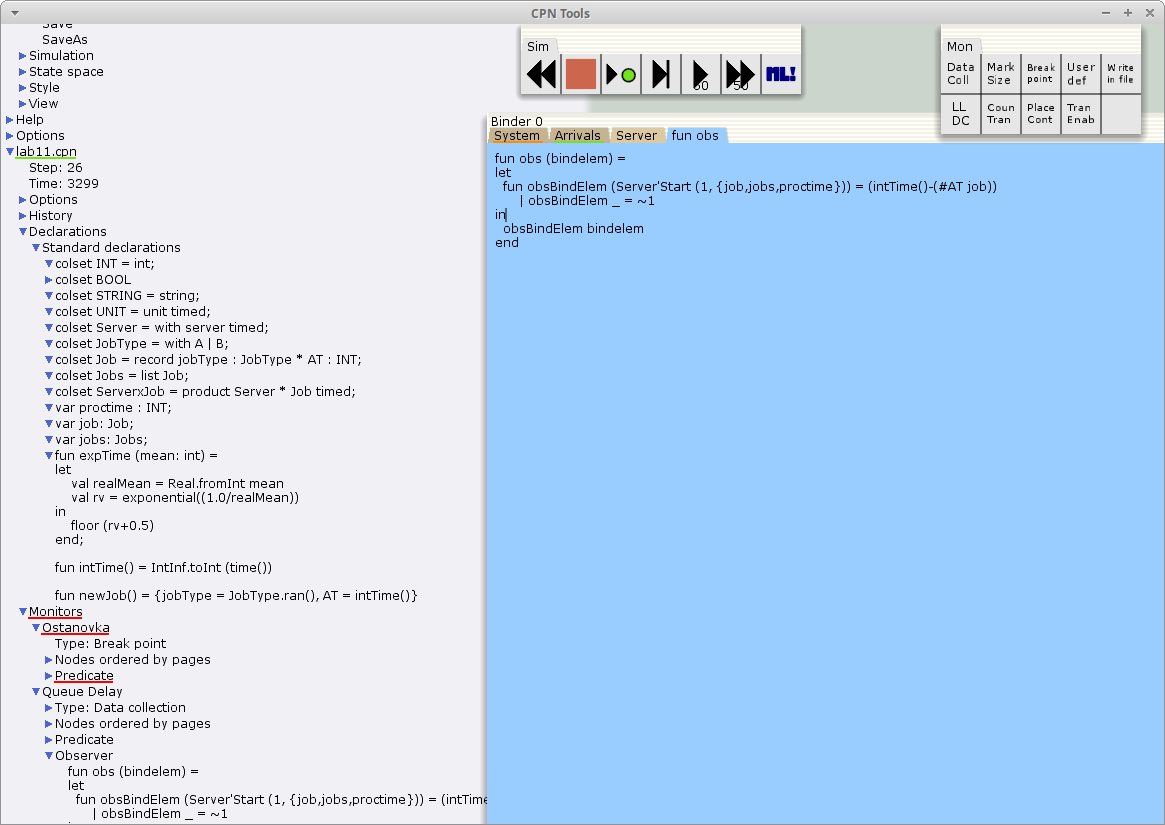 CPN Tools
Save
SaveAs
Simulation
State space
Style
View
Help
Options
lab11.cpn
Step: 26
Time: 3299
Options
History
Declarations
Standard declarations
colset INT = int;
colset BOOL
colset STRING = string;
colset UNIT = unit timed;
colset Server = with server timed;
colset JobType = with A | B;
colset Job = record jobType : JobType * AT : INT;
colset Jobs = list Job;
colset ServerxJob = product Server * Job timed;
var proctime : INT;
var job: Job;
var jobs: Jobs;
fun expTime (mean: int) =
let
val realMean = Real.fromInt mean
val rv = exponential((1.0/realMean))
in
floor (rv+0.5)
end;
fun intTime() = IntInf.toInt (time())
fun newJob() = {jobType = JobType.ran(), AT = intTime()}
Monitors
Ostanovka
Type: Break point
Nodes ordered by pages
Predicate
Queue Delay
Type: Data collection
Nodes ordered by pages
Predicate
Observer
fun obs (bindelem) =
let
fun obsBindElem (Server'Start (1, {job,jobs,proctime})) = (intTime
| obsBindElem _ = ~1
Sim
50
50
ML!
Mon
Data Coll
Mark Size
Break point
User def
Write in file
LL DC
Coun Tran
Place Cont
Tran Enab
Binder 0
System Arrivals Server fun obs
fun obs (bindelem) =
let
fun obsBindElem (Server'Start (1, {job,jobs,proctime})) = (intTime()-(#AT job))
| obsBindElem _ = ~1
in
obsBindElem bindelem
end